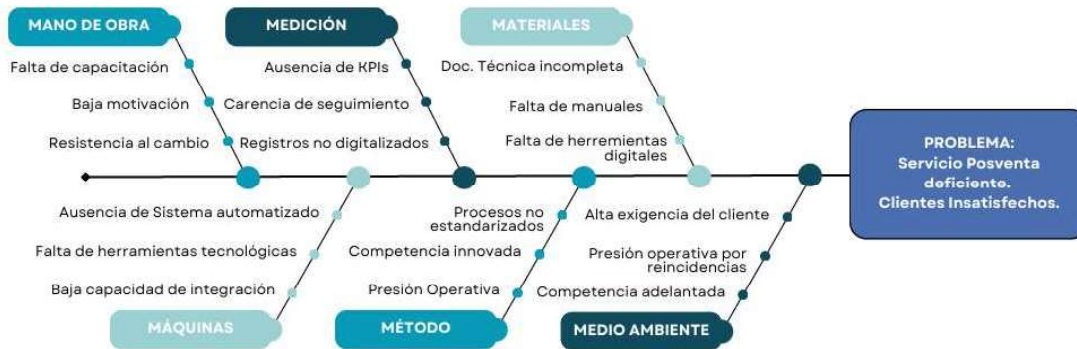 MANO DE OBRA
Falta de capacitación
Baja motivación
Resistencia al cambio
MEDICIÓN
Ausencia de KPIs
Carencia de seguimiento
Registros no digitalizados
MATERIALES
Doc. Técnica incompleta
Falta de manuales
Falta de herremientas
digitales
PROBLEMA:
Servicio Posventa
deficiente.
Clientes Insatisfechos.
Ausencia de Sistema automatizado
Falta de herramientas tecnológicas
Baja capacidad de integración
MÁQUINAS
Procesos no
estandarizados
Competencia innovada
Presión Operativa
MÉTODO
Alta exigencia del cliente
Presión operativa por
reincidencias
Competencia adelantada
MEDIO AMBIENTE